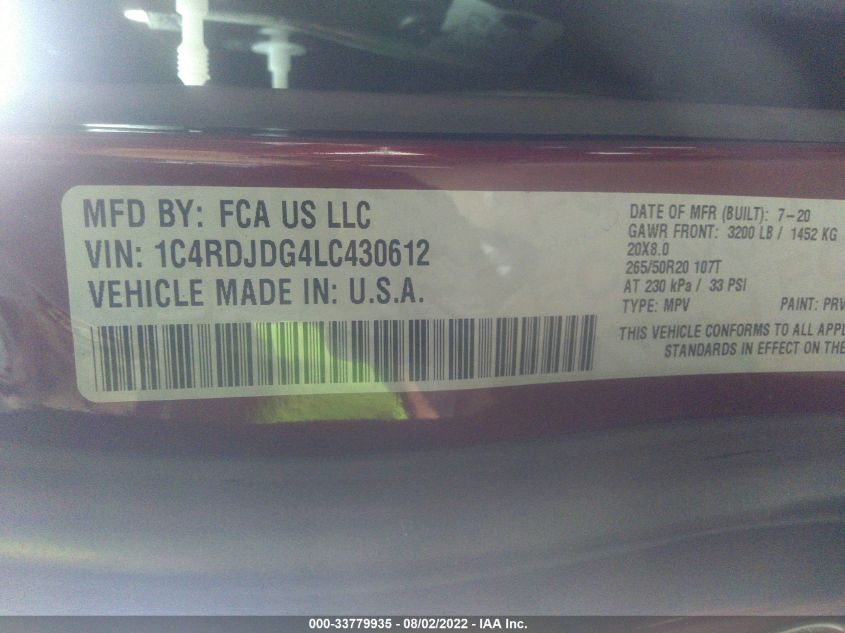 MFD BY: FCA US LLC
VIN: 1C4RDJDG4LC430612
VEHICLE MADE IN: U.S.A.
DATE OF MFR (BUILT): 7-20
GAWR FRONT: 3200 LB / 1452 KG
20X8.0
265/50R20 107T
AT 230 kPa / 33 PSI
TYPE: MPV PAINT: PRV
THIS VEHICLE CONFORMS TO ALL APPL
STANDARDS IN EFFECT ON THE
000-33779935 - 08/02/2022 - IAA Inc.